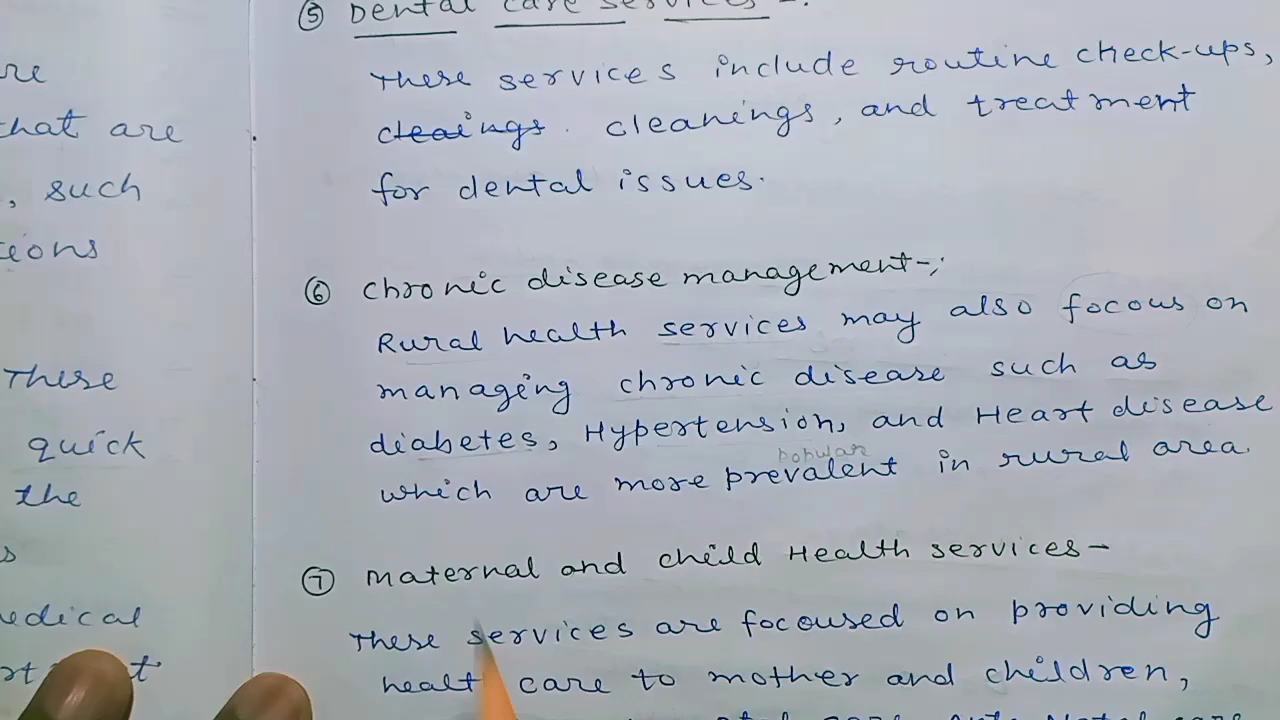 re
that are
, such
ions
These
quick
the
s
edical
t
⑤ Dental care services -:
These services include routine check-ups,
cleaings. cleanings, and treatment
for dental issues.
⑥ chronic disease management-:
Rural health services may also focous on
managing chronic disease such as
diabetes, Hypertension, and Heart disease
popular
which are more prevalent in rural area.
⑦ Maternal and child Health services-
These services are focoused on providing
healt care to mother and children,